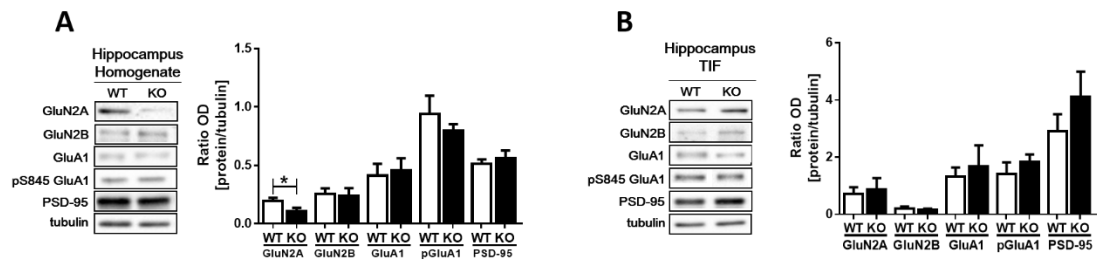 A
Hippocampus
Homogenate
WT KO
GluN2A
GluN2B
GluA1
pS845 GluA1
PSD-95
tubulin
Ratio OD
[protein/tubulin]
1.5
1.0
0.5
0.0
*
WT KO WT KO WT KO WT KO WT KO
GluN2A GluN2B GluA1 pGluA1 PSD-95
B
Hippocampus
TIF
WT KO
GluN2A
GluN2B
GluA1
pS845 GluA1
PSD-95
tubulin
Ratio OD
[protein/tubulin]
6
4
2
0
WT KO WT KO WT KO WT KO WT KO
GluN2A GluN2B GluA1 pGluA1 PSD-95